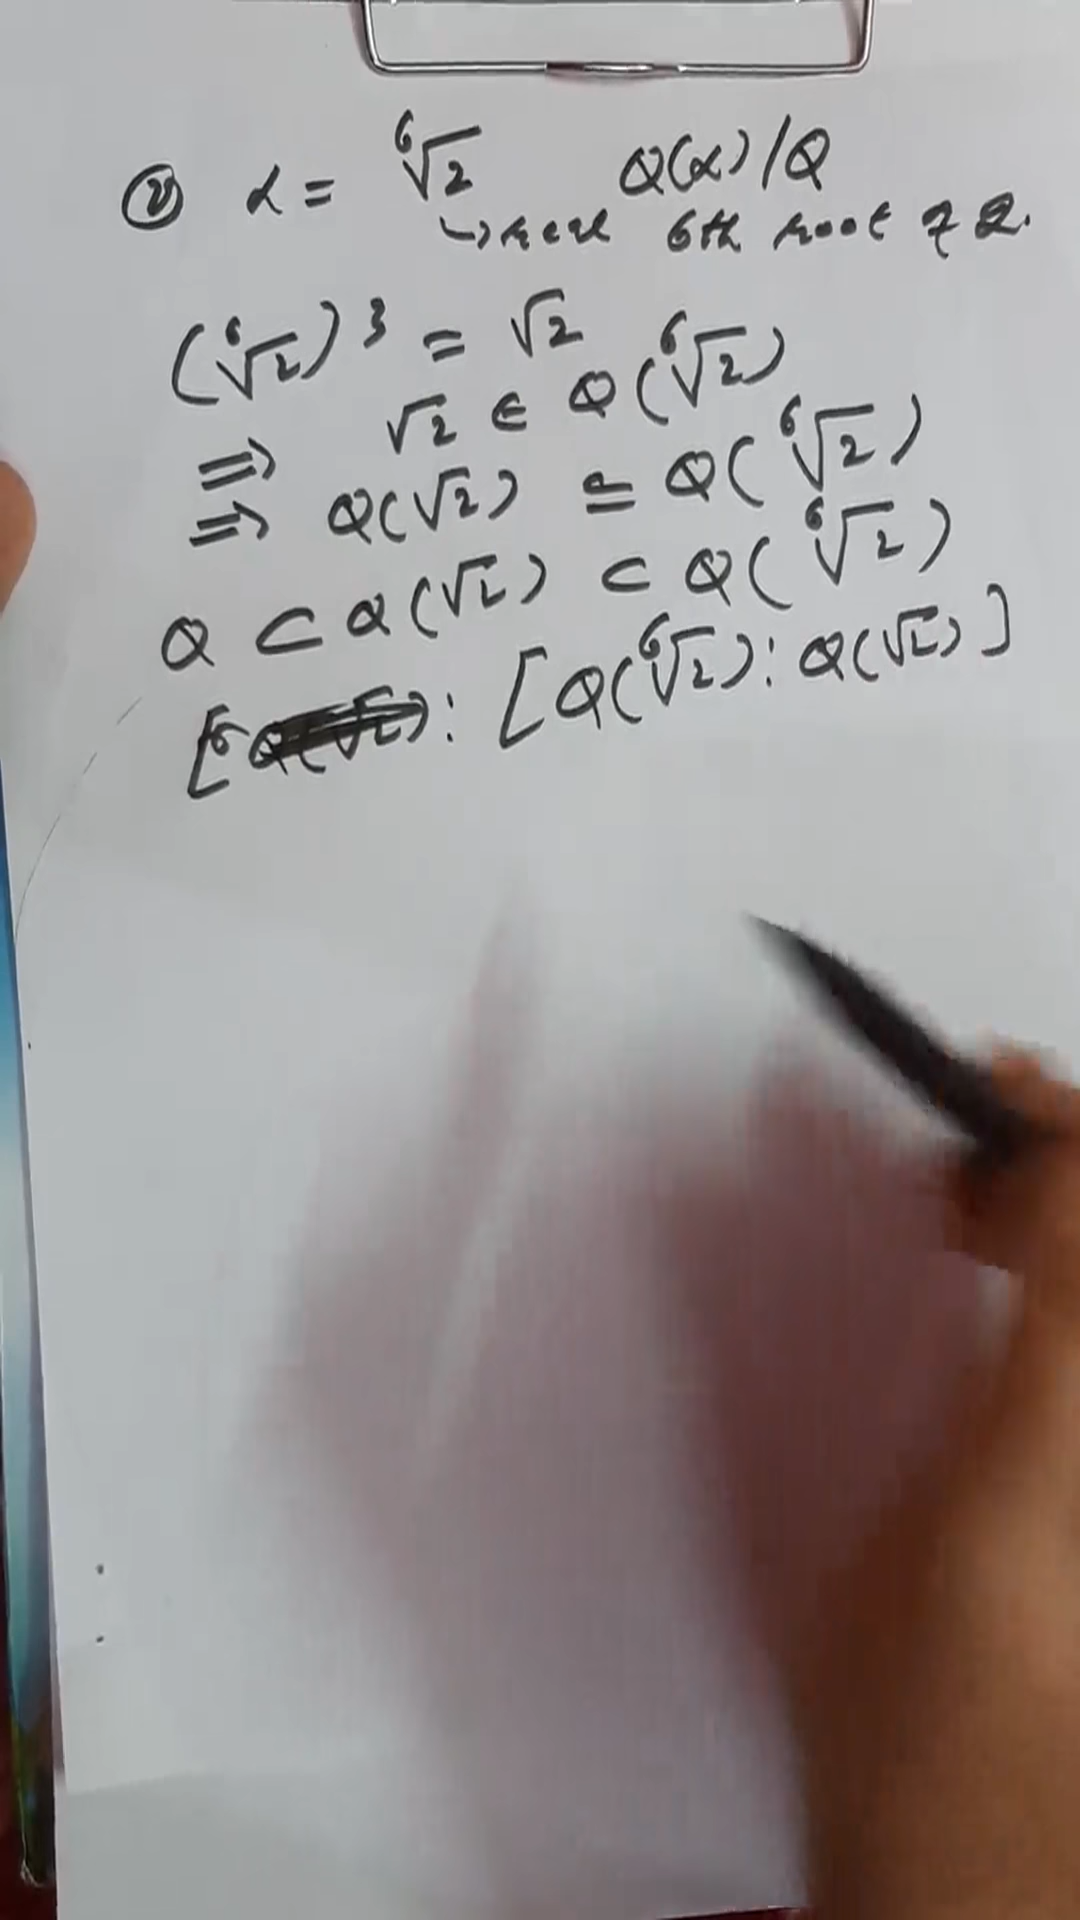 ② α = ⁶√2 Q(α)/Q
↳ real 6th root of 2.
(⁶√2)³ = √2
⇒ √2 ∈ Q(⁶√2)
⇒ Q(√2) ⊆ Q(⁶√2)
Q ⊂ Q(√2) ⊂ Q(⁶√2)
: [Q(⁶√2) : Q(√2)]